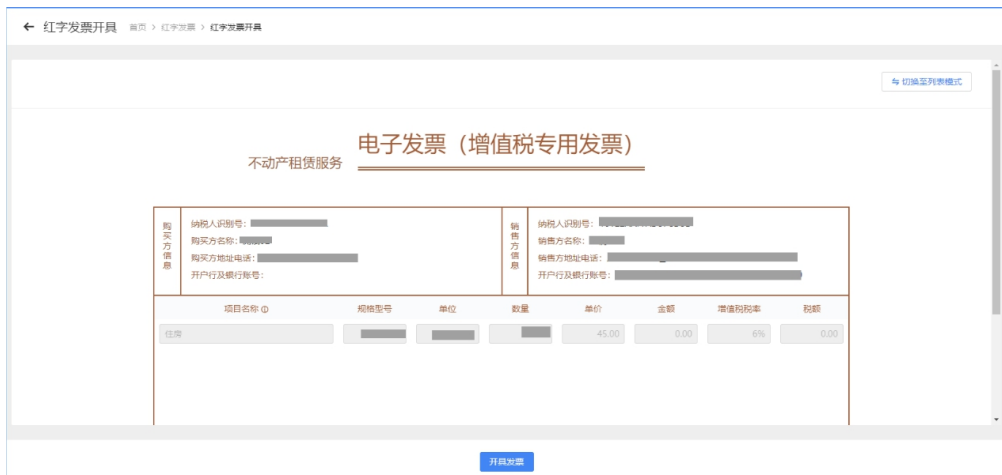 ← 红字发票开具 首页 > 红字发票 > 红字发票开具
⇋ 切换至列表模式
电子发票（增值税专用发票）
不动产租赁服务
购买方信息
纳税人识别号：
购买方名称：
购买方地址电话：
开户行及银行账号：
销售方信息
纳税人识别号：
销售方名称：
销售方地址电话：
开户行及银行账号：
项目名称 规格型号 单位 数量 单价 金额 增值税税率 税额
住房 45.00 0.00 6% 0.00
开具发票